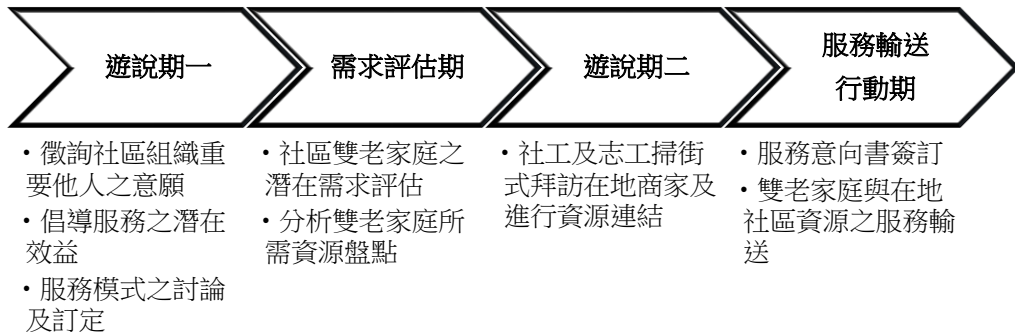 遊說期一
需求評估期
遊說期二
服務輸送
行動期
・徵詢社區組織重
要他人之意願
・倡導服務之潛在
效益
・服務模式之討論
及訂定
・社區雙老家庭之
潛在需求評估
・分析雙老家庭所
需資源盤點
・社工及志工掃街
式拜訪在地商家及
進行資源連結
・服務意向書簽訂
・雙老家庭與在地
社區資源之服務輸
送